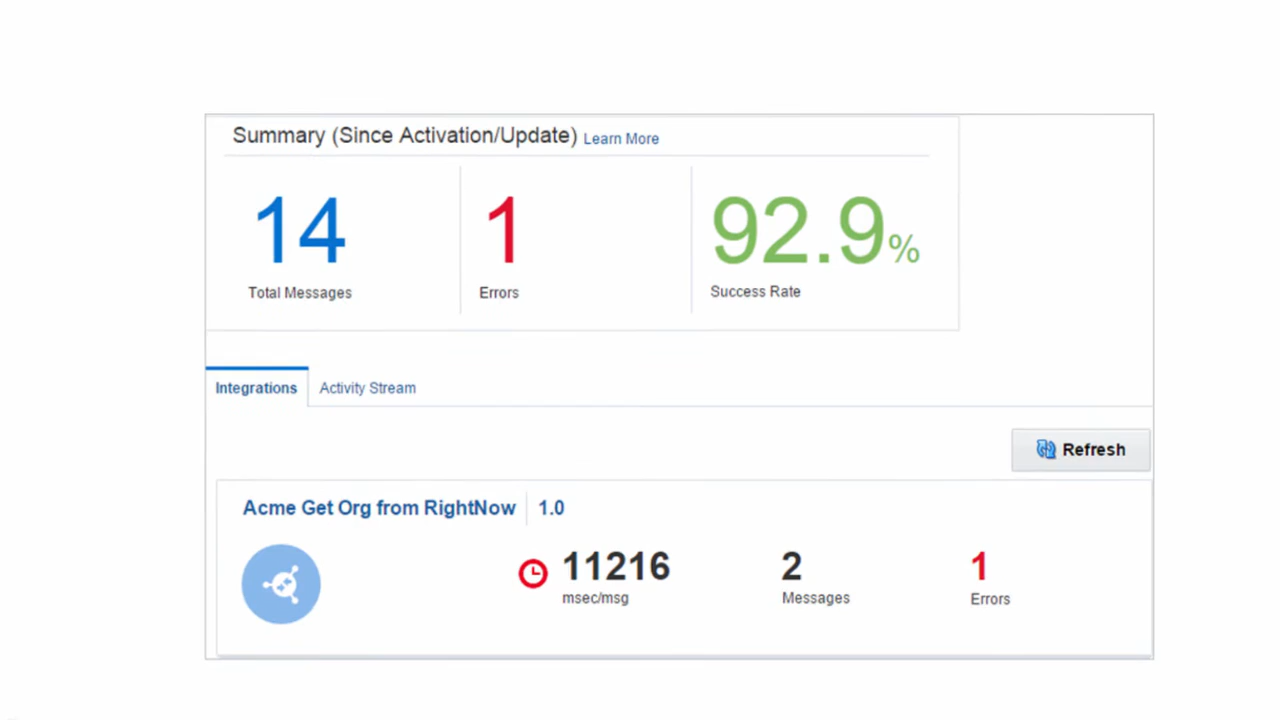 Summary (Since Activation/Update) Learn More
14 1 92.9%
Total Messages Errors Success Rate
Integrations Activity Stream
Refresh
Acme Get Org from RightNow 1.0
11216 2 1
msec/msg Messages Errors